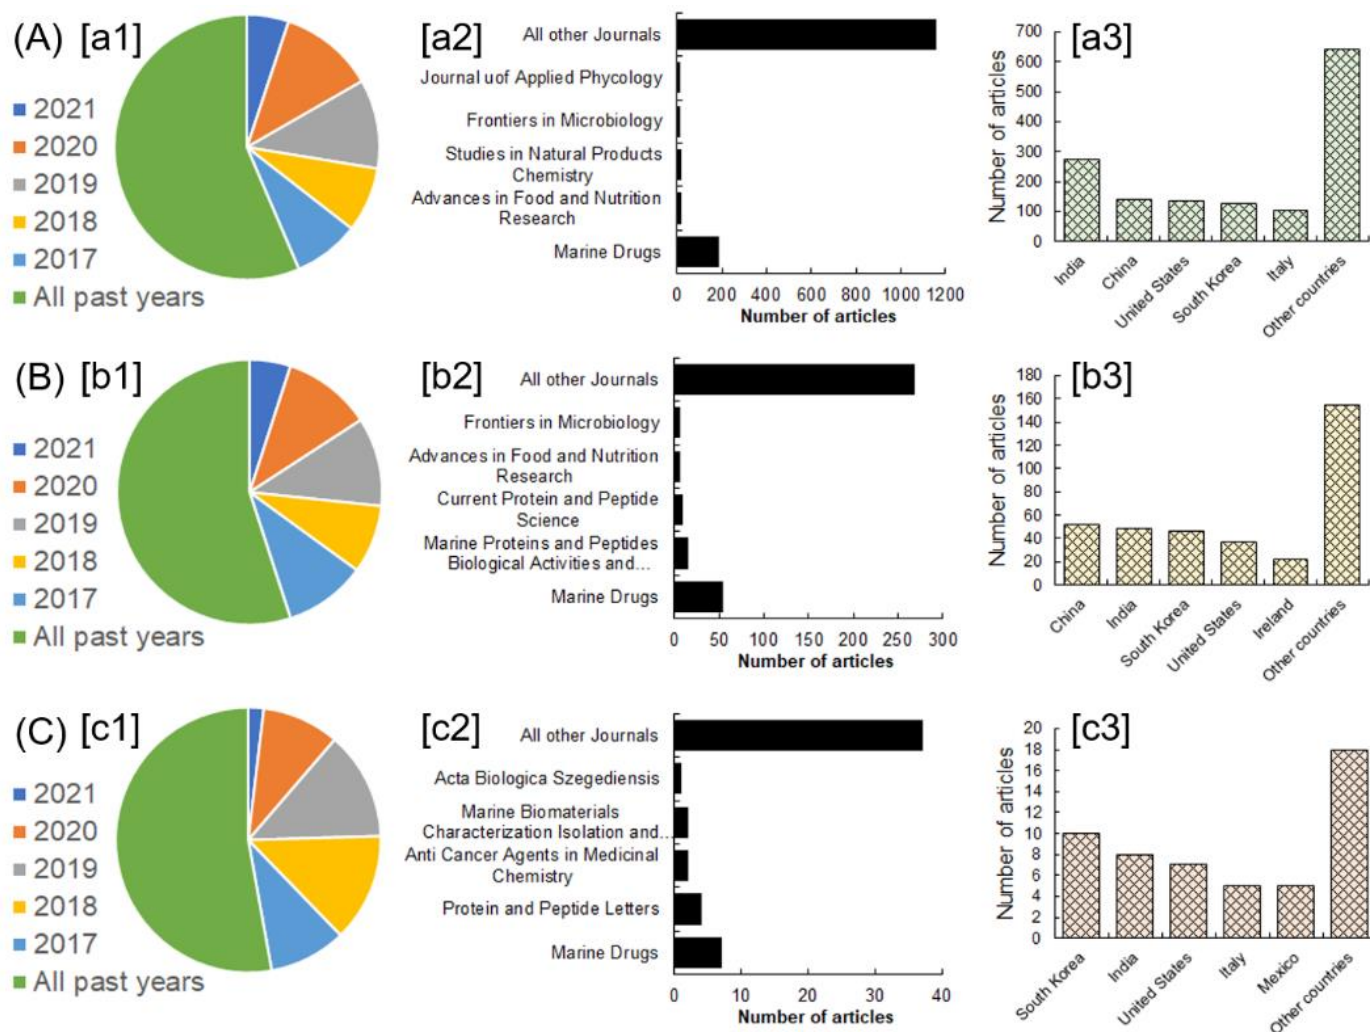 (A) [a1]
2021
2020
2019
2018
2017
All past years
[a2]
All other Journals
Journal uof Applied Phycology
Frontiers in Microbiology
Studies in Natural Products
Chemistry
Advances in Food and Nutrition
Research
Marine Drugs
0 200 400 600 800 1000 1200
Number of articles
[a3]
Number of articles
700
600
500
400
300
200
100
0
India
China
United States
South Korea
Italy
Other countries
(B) [b1]
2021
2020
2019
2018
2017
All past years
[b2]
All other Journals
Frontiers in Microbiology
Advances in Food and Nutrition
Research
Current Protein and Peptide
Science
Marine Proteins and Peptides
Biological Activities and...
Marine Drugs
0 50 100 150 200 250 300
Number of articles
[b3]
Number of articles
180
160
140
120
100
80
60
40
20
0
China
India
South Korea
United States
Ireland
Other countries
(C) [c1]
2021
2020
2019
2018
2017
All past years
[c2]
All other Journals
Acta Biologica Szegediensis
Marine Biomaterials
Characterization Isolation and...
Anti Cancer Agents in Medicinal
Chemistry
Protein and Peptide Letters
Marine Drugs
0 10 20 30 40
Number of articles
[c3]
Number of articles
20
18
16
14
12
10
8
6
4
2
0
South Korea
India
United States
Italy
Mexico
Other countries